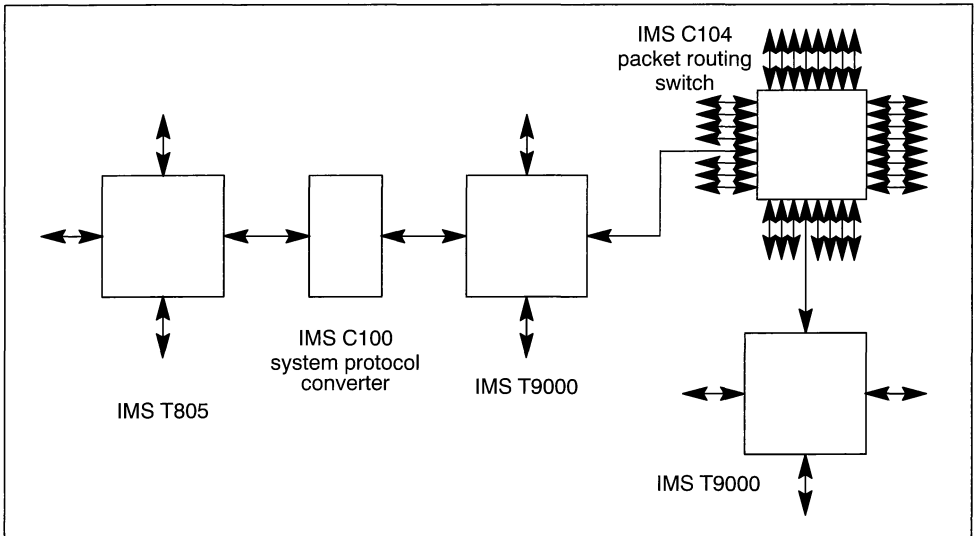 IMS C104
packet routing
switch
IMS C100
system protocol
converter
IMS T9000
IMS T805
IMS T9000